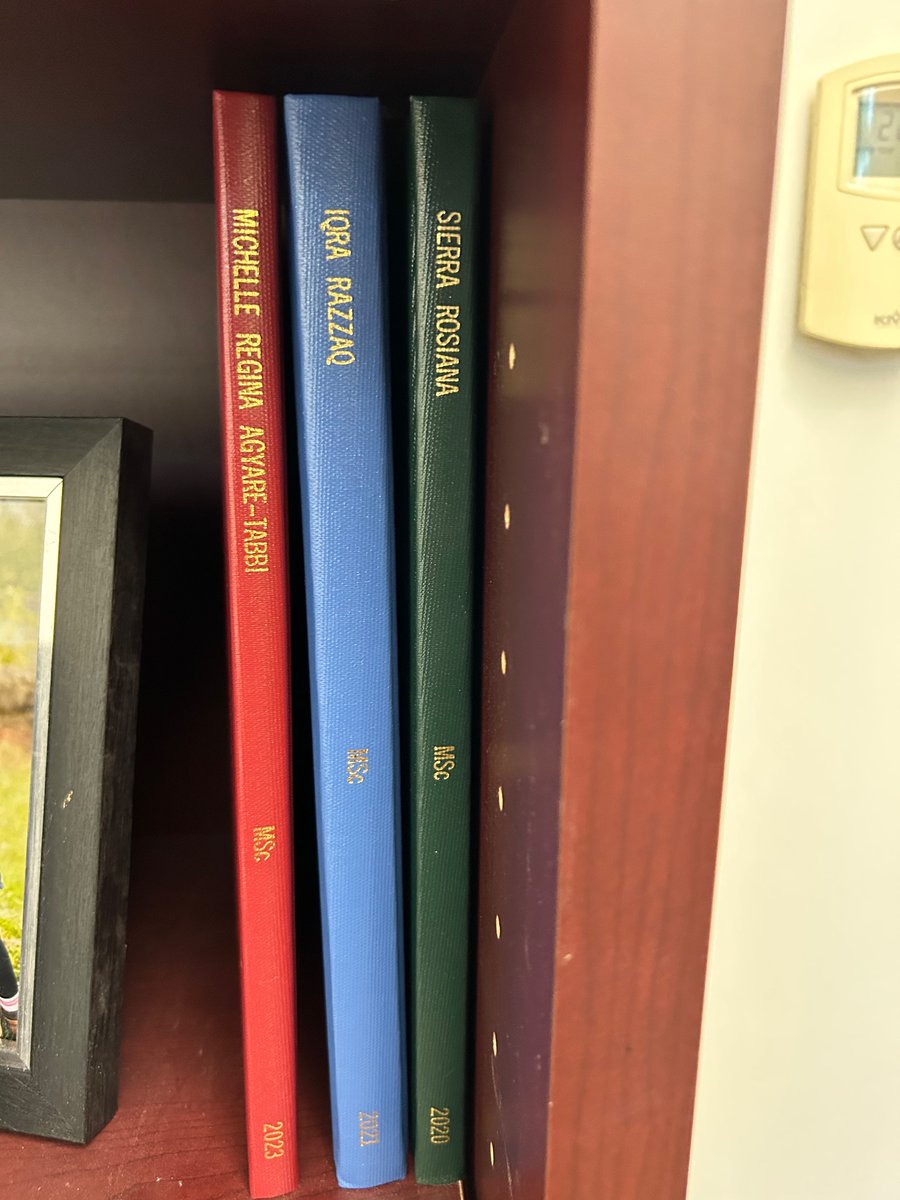 MICHELLE REGINA AGYARE-TABBI MSc 2023
IQRA RAZZAQ MSc 2021
SIERRA ROSIANA MSc 2020